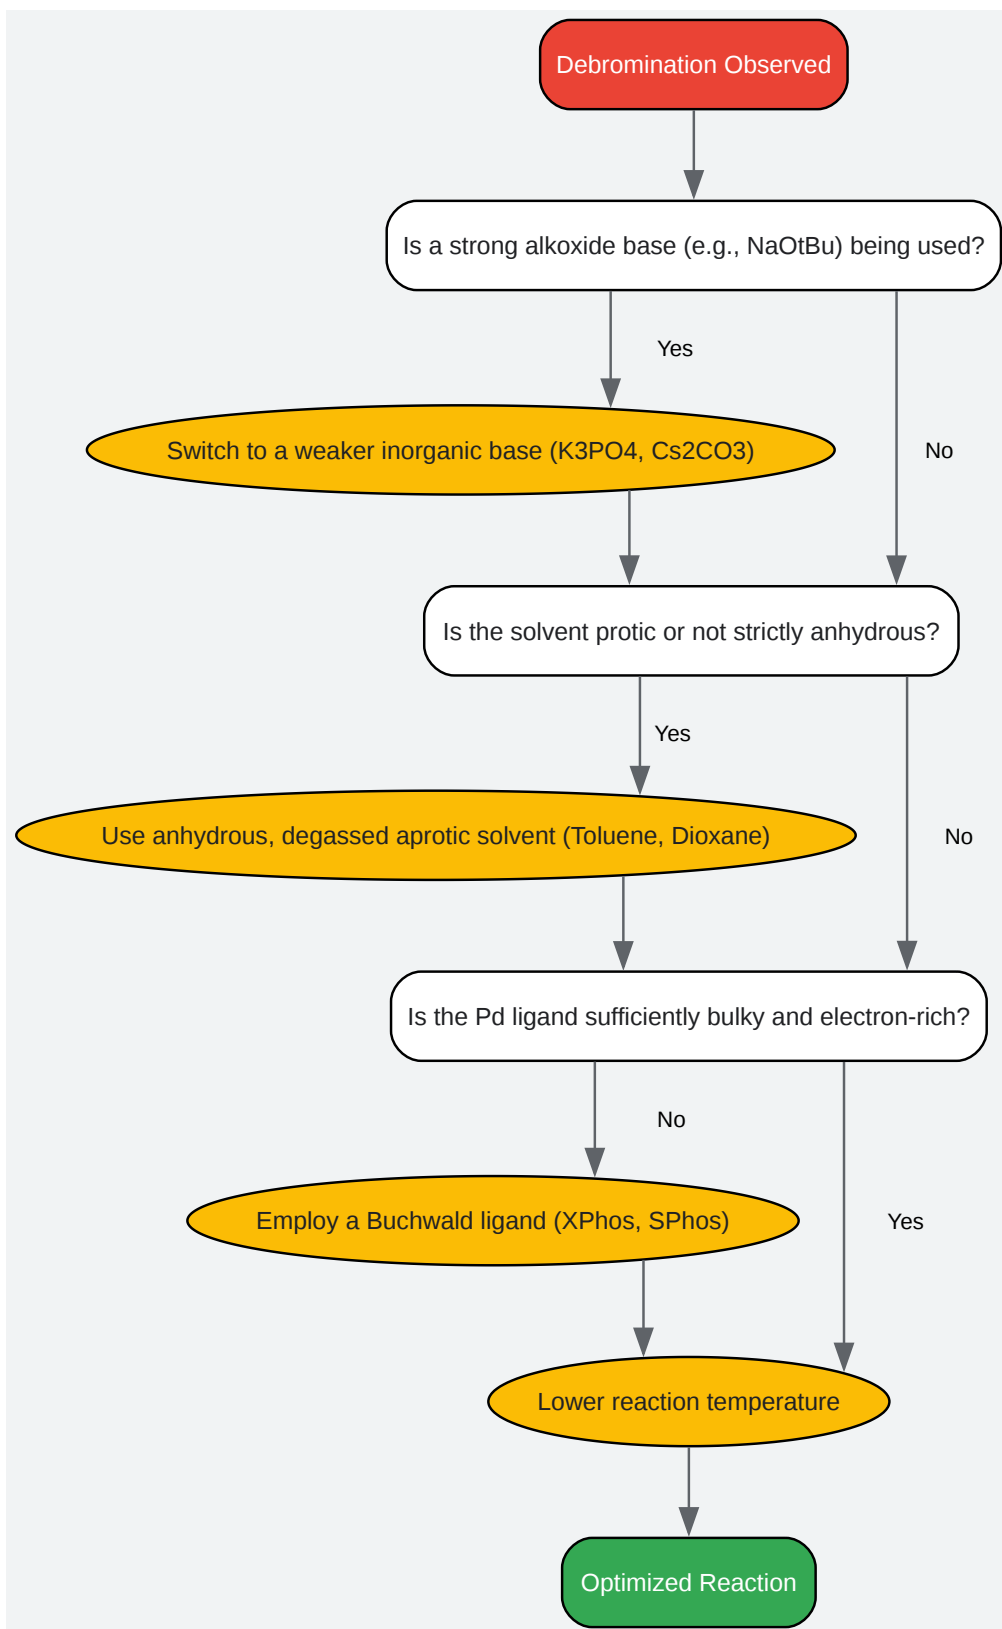 Debromination Observed
Is a strong alkoxide base (e.g., NaOtBu) being used?
Yes
Switch to a weaker inorganic base (K3PO4, Cs2CO3)
No
Is the solvent protic or not strictly anhydrous?
Yes
Use anhydrous, degassed aprotic solvent (Toluene, Dioxane)
No
Is the Pd ligand sufficiently bulky and electron-rich?
No
Employ a Buchwald ligand (XPhos, SPhos)
Yes
Lower reaction temperature
Optimized Reaction